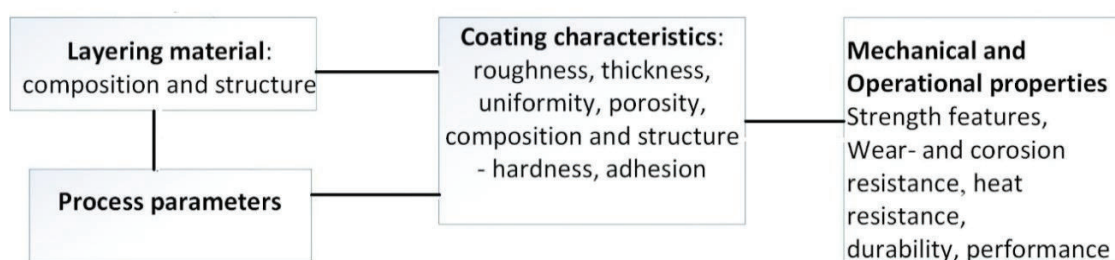 Layering material:
composition and structure
Process parameters
Coating characteristics:
roughness, thickness,
uniformity, porosity,
composition and structure
- hardness, adhesion
Mechanical and
Operational properties
Strength features,
Wear- and corosion
resistance, heat
resistance,
durability, performance